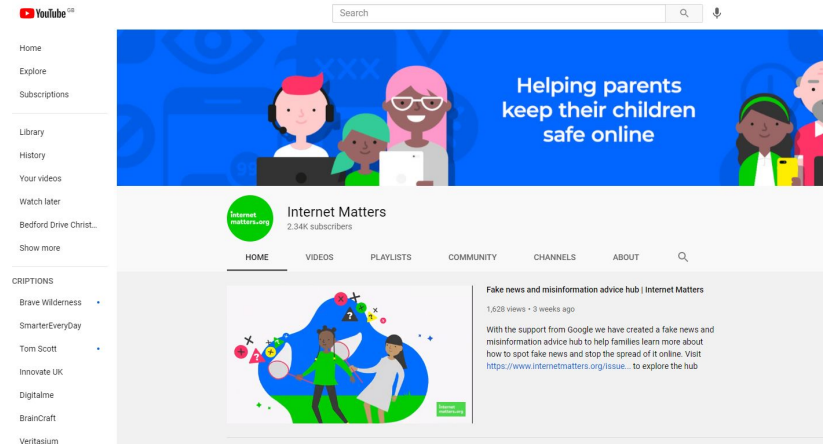 YouTube GB
Search
Home
Explore
Subscriptions
Library
History
Your videos
Watch later
Bedford Drive Christ...
Show more
CRIPTIONS
Brave Wilderness
SmarterEveryDay
Tom Scott
Innovate UK
Digitalme
BrainCraft
Veritasium
XXX
99
Helping parents
keep their children
safe online
internet
matters.org
Internet Matters
2.34K subscribers
HOME VIDEOS PLAYLISTS COMMUNITY CHANNELS ABOUT
?
?
internet
matters.org
Fake news and misinformation advice hub | Internet Matters
1,628 views • 3 weeks ago
With the support from Google we have created a fake news and
misinformation advice hub to help families learn more about
how to spot fake news and stop the spread of it online. Visit
https://www.internetmatters.org/issue... to explore the hub